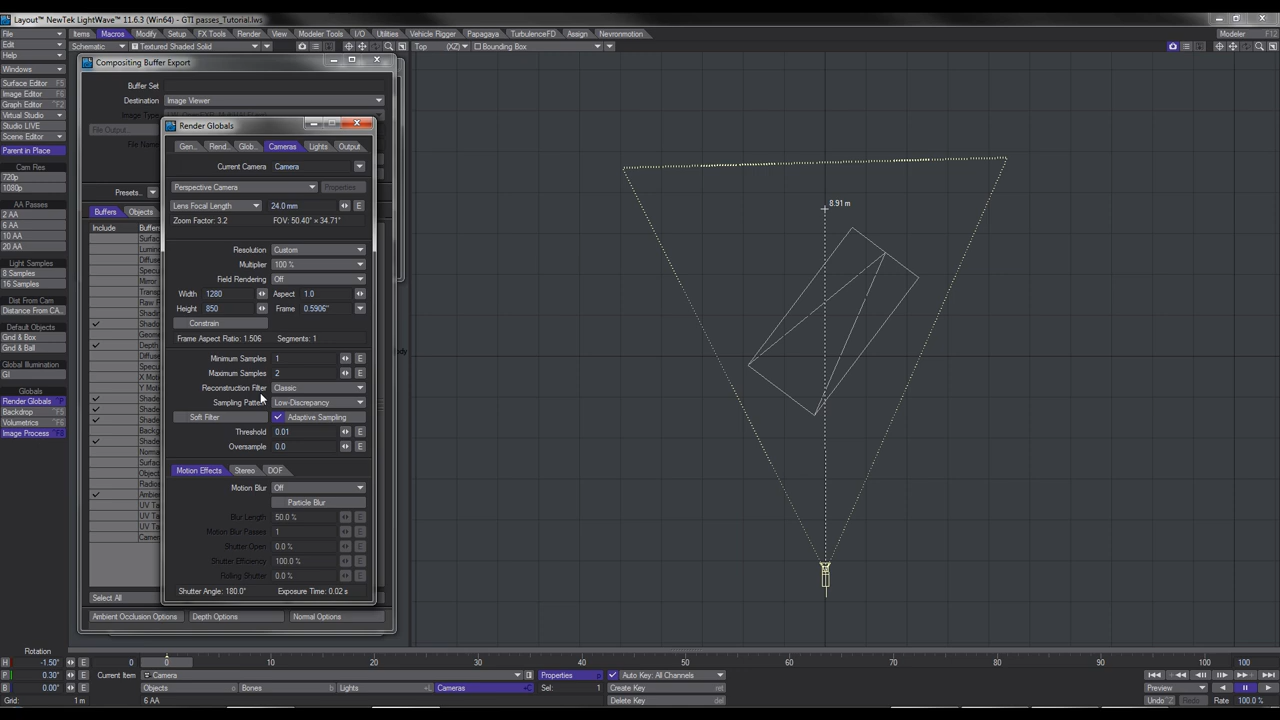 Layout™ NewTek LightWave™ 11.6.3 (Win64) - GTI passes_Tutorial.lws
File Items Macros Modify Setup FX Tools Render View Modeler Tools I/O Utilities Vehicle Rigger Papagaya TurbulenceFD Assign Nevronmotion Modeler F12
Edit Schematic Textured Shaded Solid Top (XZ) Bounding Box
Help
Windows
Surface Editor F5
Image Editor F6
Graph Editor ^F2
Virtual Studio
Studio LIVE
Scene Editor
Parent in Place
Cam Res
720p
1080p
AA Passes
2 AA
6 AA
10 AA
20 AA
Light Samples
8 Samples
16 Samples
Dist From Cam
Distance From CA..
Default Objects
Gnd & Box
Gnd & Ball
Global Illumination
GI
Globals
Render Globals
Backdrop
Volumetrics
Image Process
Compositing Buffer Export
Buffer Set
Destination Image Viewer
Image Type
File Output...
File Name
Presets..
Buffers Objects
Include Buffers
Select All
Ambient Occlusion Options Depth Options Normal Options
Render Globals
Gen.. Rend.. Glob.. Cameras Lights Output
Current Camera Camera
Perspective Camera Properties
Lens Focal Length 24.0 mm E
Zoom Factor: 3.2 FOV: 50.40° × 34.71°
Resolution Custom
Multiplier 100 %
Field Rendering Off
Width 1280 Aspect 1.0
Height 850 Frame 0.5906"
Constrain
Frame Aspect Ratio: 1.506 Segments: 1
Minimum Samples 1 E
Maximum Samples 2 E
Reconstruction Filter Classic
Sampling Pattern Low-Discrepancy
Soft Filter Adaptive Sampling
Threshold 0.01 E
Oversample 0.0 E
Motion Effects Stereo DOF
Motion Blur Off
Particle Blur
Blur Length 50.0 % E
Motion Blur Passes 1 E
Shutter Open 0.0 % E
Shutter Efficiency 100.0 % E
Rolling Shutter 0.0 % E
Shutter Angle: 180.0° Exposure Time: 0.02 s
8.91 m
Rotation
H -1.50° E 0 0 10 20 30 40 50 60 70 80 90 100 100
P 0.30° E Current Item Camera Properties p Auto Key: All Channels
B 0.00° E Objects Bones Lights Cameras Sel: 1 Create Key ret Preview
Grid: 1 m 6 AA Delete Key Undo^Z Redo Rate 100.0 %